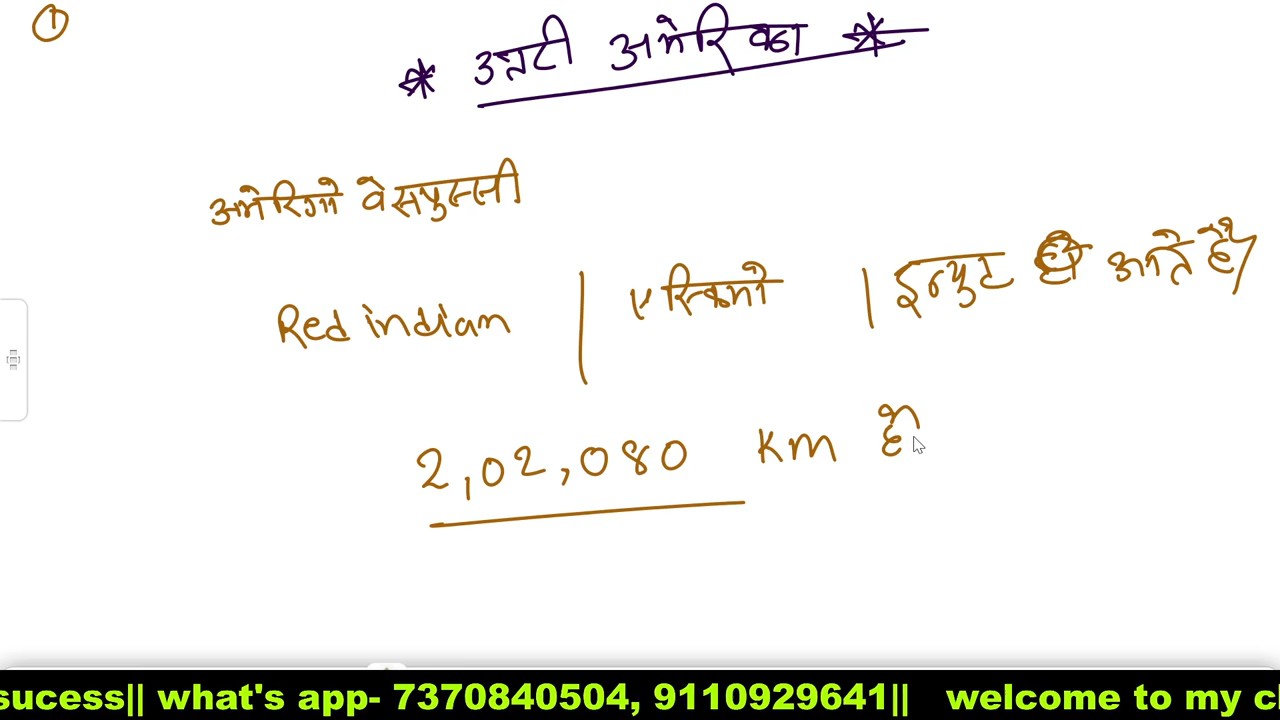 1
* उत्तरी अमेरिका *
अमेरिगो वेसपुस्सी
Red indian | एस्किमो | इन्युट आते हैं
2,02,080 km है
sucess|| what's app- 7370840504, 9110929641|| welcome to my c